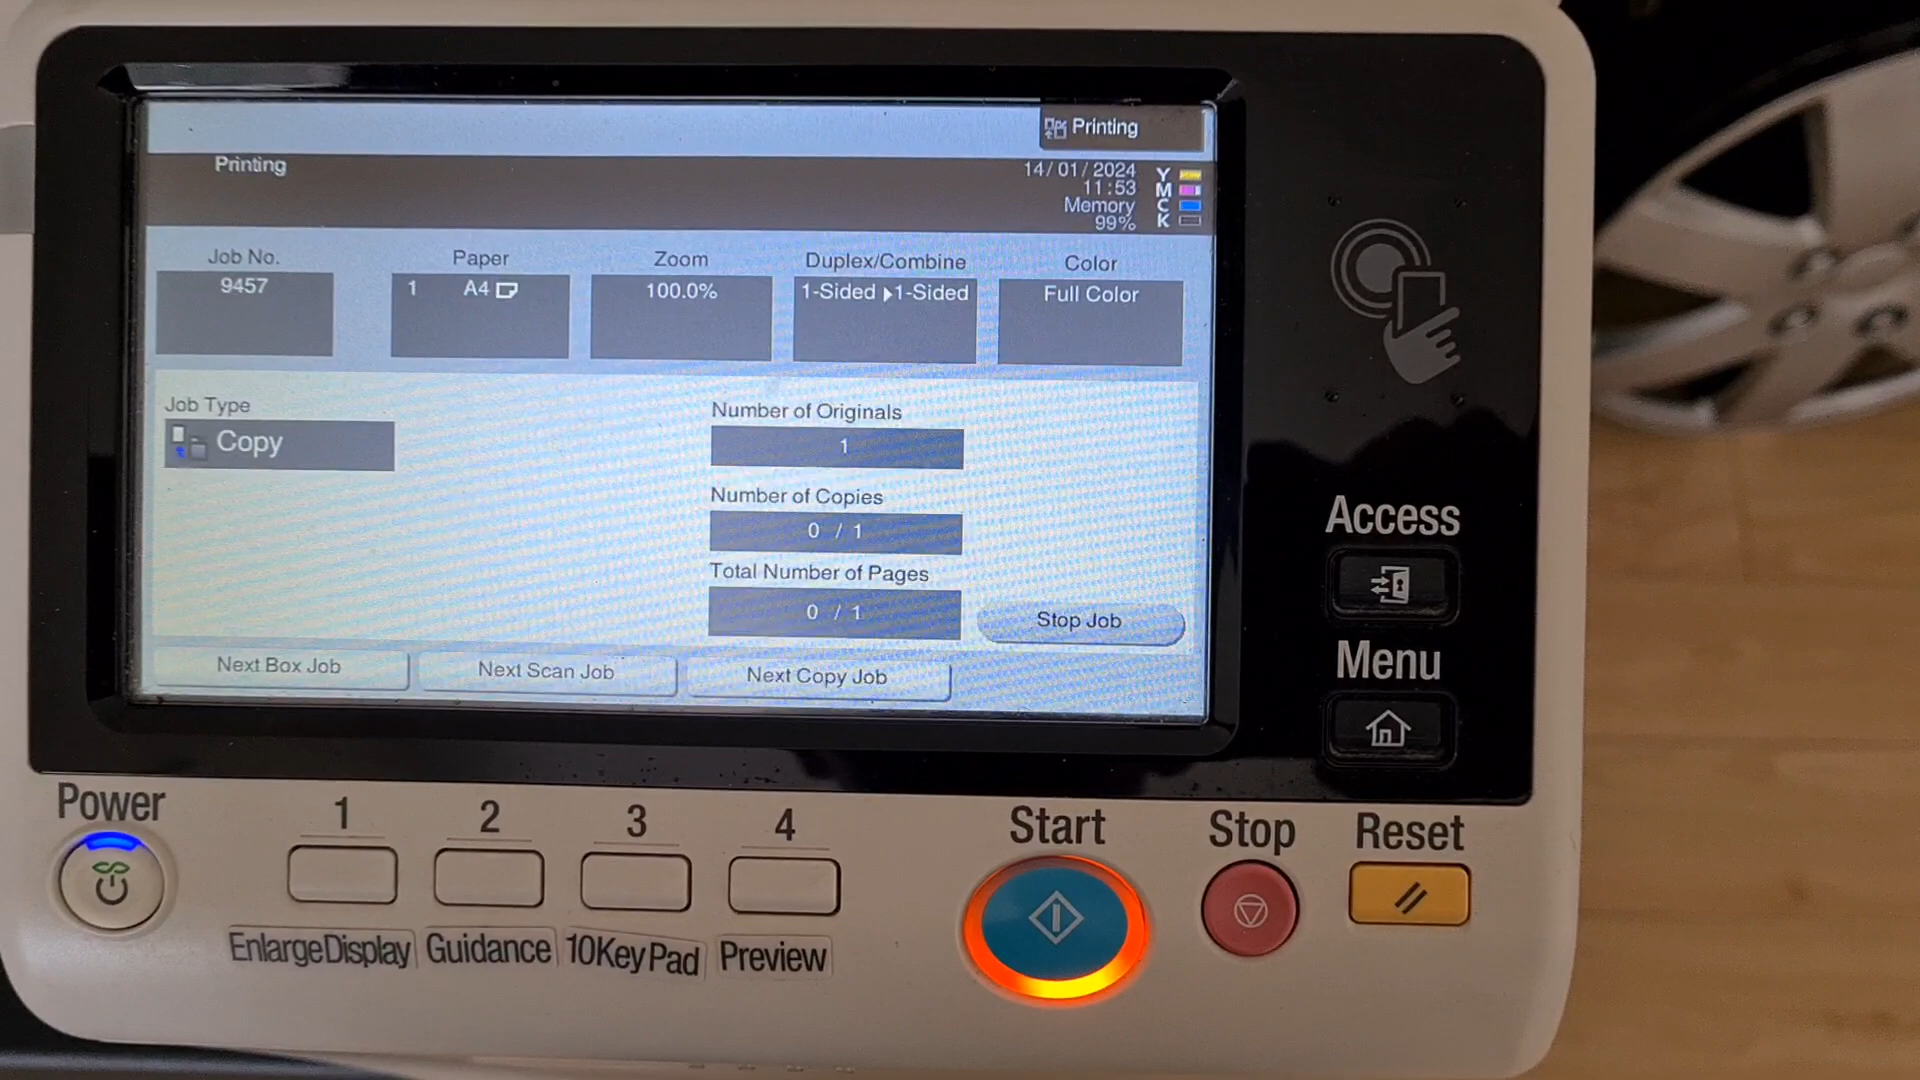 Printing
Printing
14/01/2024
11:53
Memory
99%
Y
M
C
K
Job No.
9457
Paper
1 A4
Zoom
100.0%
Duplex/Combine
1-Sided ▶1-Sided
Color
Full Color
Job Type
Copy
Number of Originals
1
Number of Copies
0 / 1
Total Number of Pages
0 / 1
Stop Job
Next Box Job
Next Scan Job
Next Copy Job
Access
Menu
Power
1
2
3
4
Start
Stop
Reset
EnlargeDisplay
Guidance
10KeyPad
Preview